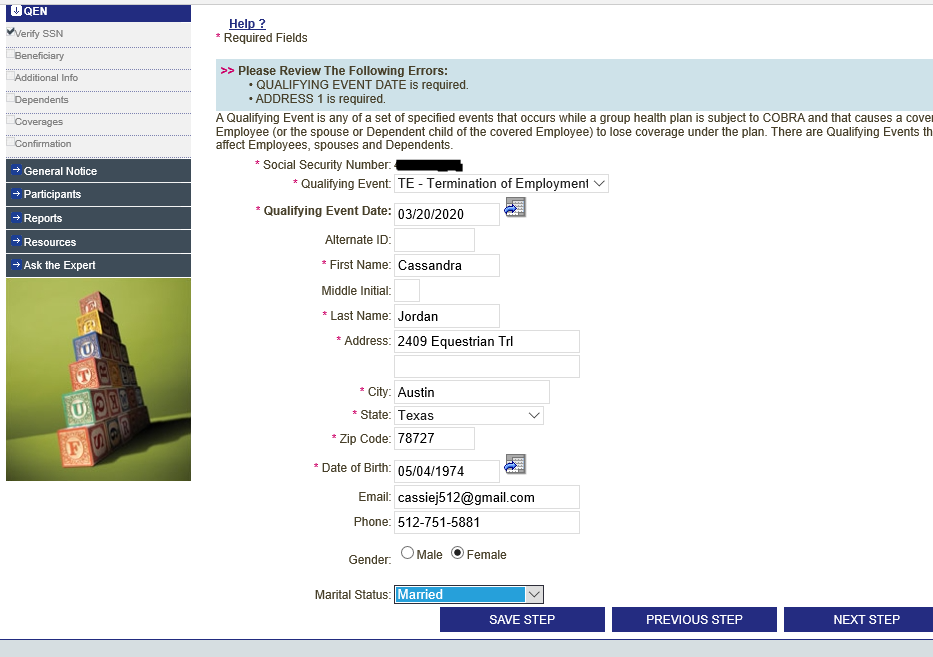 QEN
Verify SSN
Beneficiary
Additional Info
Dependents
Coverages
Confirmation
General Notice
Participants
Reports
Resources
Ask the Expert
F U T U R E
Help ?
* Required Fields
>> Please Review The Following Errors:
• QUALIFYING EVENT DATE is required.
• ADDRESS 1 is required.
A Qualifying Event is any of a set of specified events that occurs while a group health plan is subject to COBRA and that causes a cover
Employee (or the spouse or Dependent child of the covered Employee) to lose coverage under the plan. There are Qualifying Events th
affect Employees, spouses and Dependents.
* Social Security Number:
* Qualifying Event: TE - Termination of Employment
* Qualifying Event Date: 03/20/2020
Alternate ID:
* First Name: Cassandra
Middle Initial:
* Last Name: Jordan
* Address: 2409 Equestrian Trl
* City: Austin
* State: Texas
* Zip Code: 78727
* Date of Birth: 05/04/1974
Email: cassiej512@gmail.com
Phone: 512-751-5881
Gender: Male Female
Marital Status: Married
SAVE STEP PREVIOUS STEP NEXT STEP